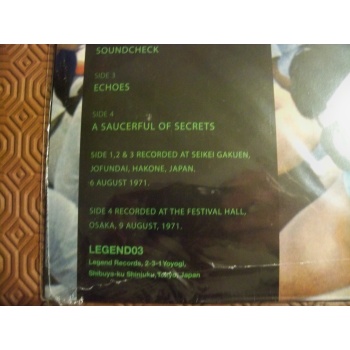 SOUNDCHECK
SIDE 3
ECHOES
SIDE 4
A SAUCERFUL OF SECRETS
SIDE 1,2 & 3 RECORDED AT SEIKEI GAKUEN,
JOFUNDAI, HAKONE, JAPAN.
6 AUGUST 1971.
SIDE 4 RECORDED AT THE FESTIVAL HALL,
OSAKA, 9 AUGUST, 1971.
LEGEND03
Legend Records, 2-3-1 Yoyogi,
Shibuya-ku Shinjuku, Tokyo, Japan